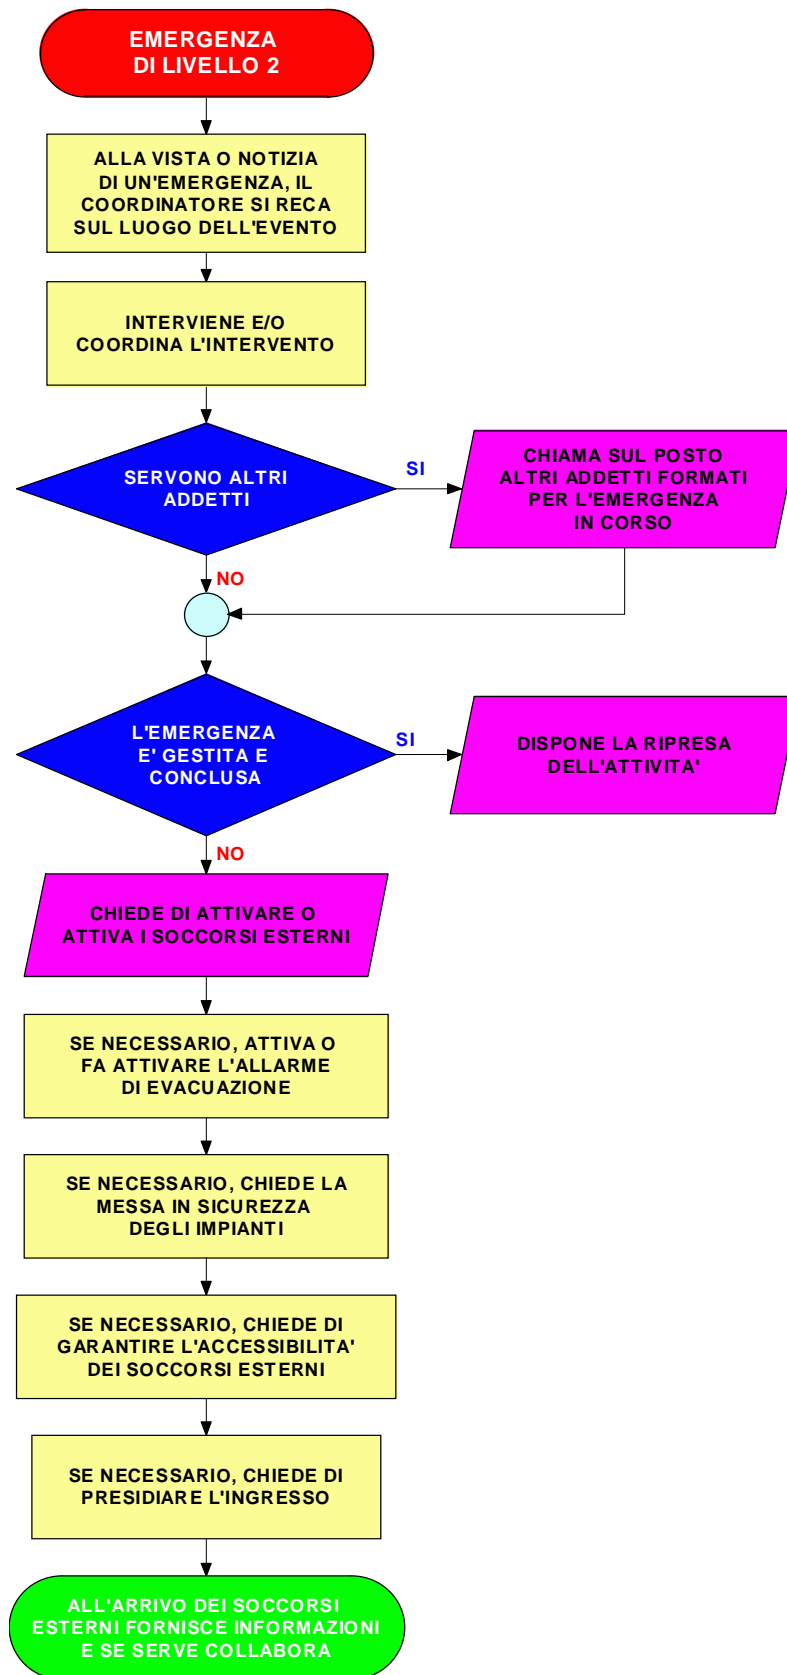 EMERGENZA
DI LIVELLO 2
ALLA VISTA O NOTIZIA
DI UN'EMERGENZA, IL
COORDINATORE SI RECA
SUL LUOGO DELL'EVENTO
INTERVIENE E/O
COORDINA L'INTERVENTO
SERVONO ALTRI
ADDETTI
SI
CHIAMA SUL POSTO
ALTRI ADDETTI FORMATI
PER L'EMERGENZA
IN CORSO
NO
L'EMERGENZA
E' GESTITA E
CONCLUSA
SI
DISPONE LA RIPRESA
DELL'ATTIVITA'
NO
CHIEDE DI ATTIVARE O
ATTIVA I SOCCORSI ESTERNI
SE NECESSARIO, ATTIVA O
FA ATTIVARE L'ALLARME
DI EVACUAZIONE
SE NECESSARIO, CHIEDE LA
MESSA IN SICUREZZA
DEGLI IMPIANTI
SE NECESSARIO, CHIEDE DI
GARANTIRE L'ACCESSIBILITA'
DEI SOCCORSI ESTERNI
SE NECESSARIO, CHIEDE DI
PRESIDIARE L'INGRESSO
ALL'ARRIVO DEI SOCCORSI
ESTERNI FORNISCE INFORMAZIONI
E SE SERVE COLLABORA